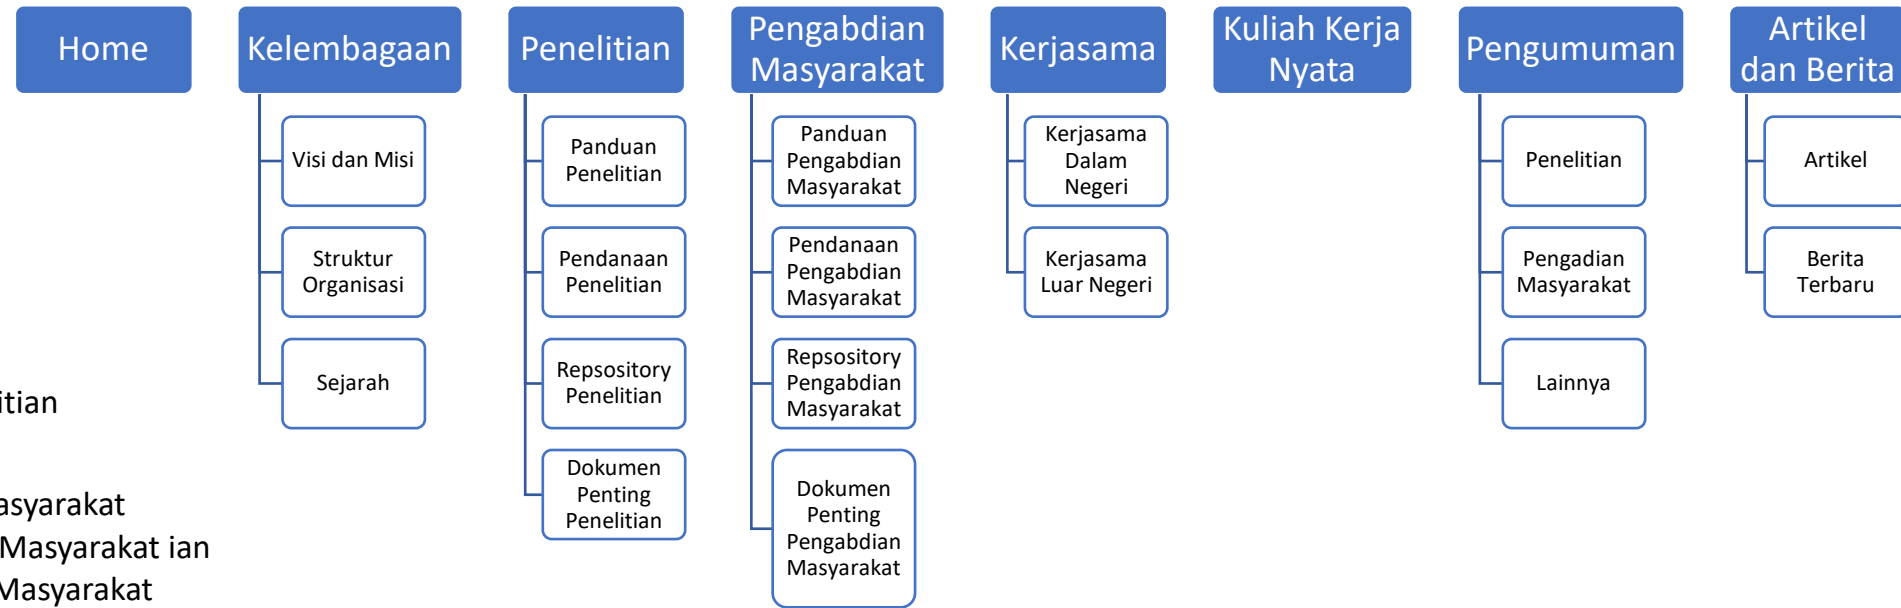 Home
Kelembagaan
Visi dan Misi
Struktur
Organisasi
Sejarah
Penelitian
Panduan
Penelitian
Pendanaan
Penelitian
Repsository
Penelitian
Dokumen
Penting
Penelitian
Pengabdian
Masyarakat
Panduan
Pengabdian
Masyarakat
Pendanaan
Pengabdian
Masyarakat
Repsository
Pengabdian
Masyarakat
Dokumen
Penting
Pengabdian
Masyarakat
Kerjasama
Kerjasama
Dalam
Negeri
Kerjasama
Luar Negeri
Kuliah Kerja
Nyata
Pengumuman
Penelitian
Pengadian
Masyarakat
Lainnya
Artikel
dan Berita
Artikel
Berita
Terbaru
itian
asyarakat
Masyarakat ian
Masyarakat